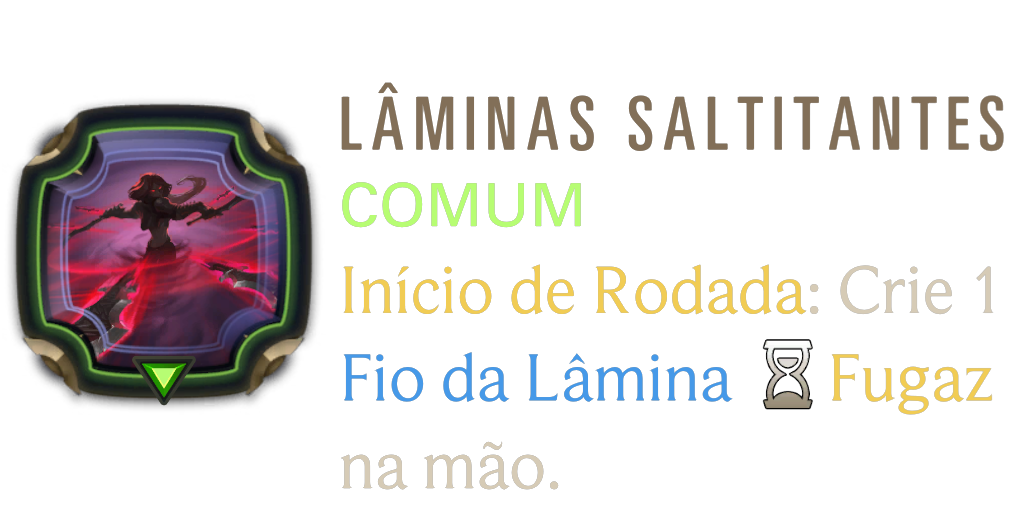 LÂMINAS SALTITANTES
COMUM
Início de Rodada: Crie 1
Fio da Lâmina Fugaz
na mão.